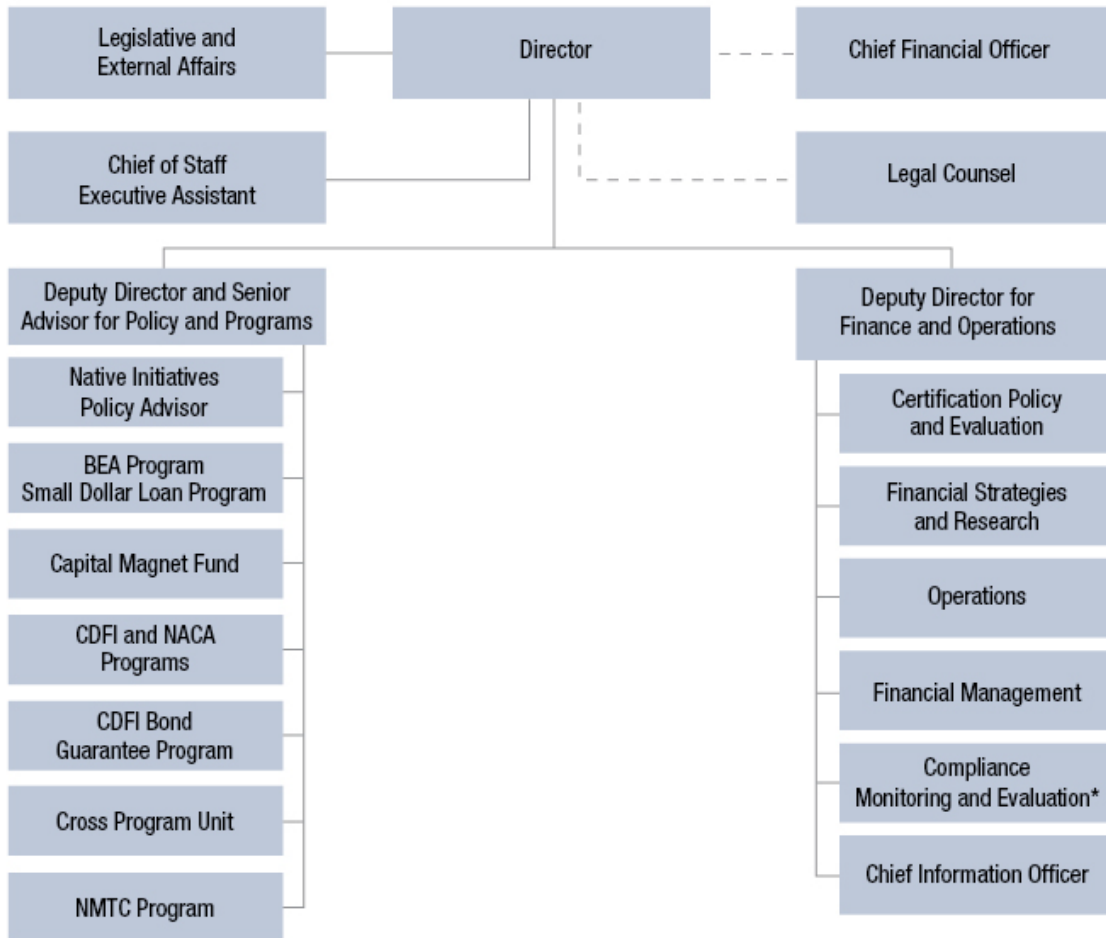 Legislative and
External Affairs
Director
Chief Financial Officer
Chief of Staff
Executive Assistant
Legal Counsel
Deputy Director and Senior
Advisor for Policy and Programs
Native Initiatives
Policy Advisor
BEA Program
Small Dollar Loan Program
Capital Magnet Fund
CDFI and NACA
Programs
CDFI Bond
Guarantee Program
Cross Program Unit
NMTC Program
Deputy Director for
Finance and Operations
Certification Policy
and Evaluation
Financial Strategies
and Research
Operations
Financial Management
Compliance
Monitoring and Evaluation*
Chief Information Officer